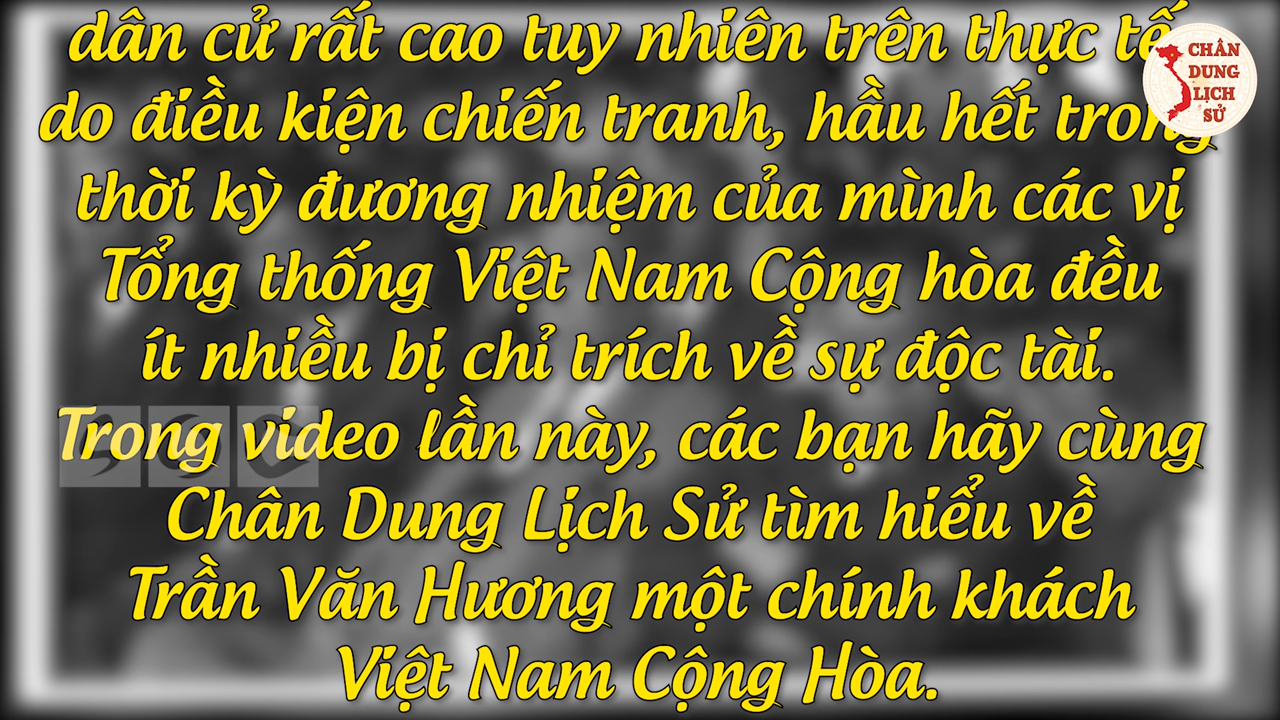 dân cử rất cao tuy nhiên trên thực tế
do điều kiện chiến tranh, hầu hết trong
thời kỳ đương nhiệm của mình các vị
Tổng thống Việt Nam Cộng hòa đều
ít nhiều bị chỉ trích về sự độc tài.
Trong video lần này, các bạn hãy cùng
Chân Dung Lịch Sử tìm hiểu về
Trần Văn Hương một chính khách
Việt Nam Cộng Hòa.
CHÂN
DUNG
LỊCH
SỬ